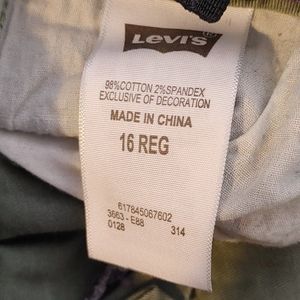 LEVI'S
98%COTTON 2%SPANDEX
EXCLUSIVE OF DECORATION
MADE IN CHINA
16 REG
617845067602
3663 - E88
0128 314